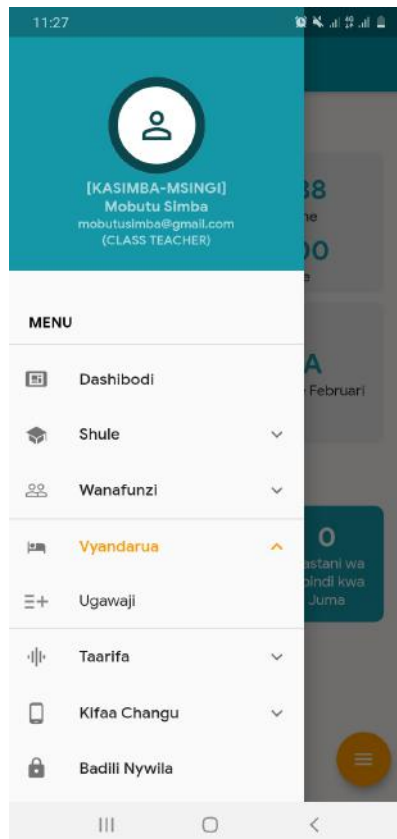 11:27
[KASIMBA-MSINGI]
Mobutu Simba
mobutusimba@gmail.com
(CLASS TEACHER)
MENU
Dashibodi
Shule
Wanafunzi
Vyandarua
Ugawaji
Taarifa
Kifaa Changu
Badili Nywila
38
A
Februari
0
astani wa
pindi kwa
Juma